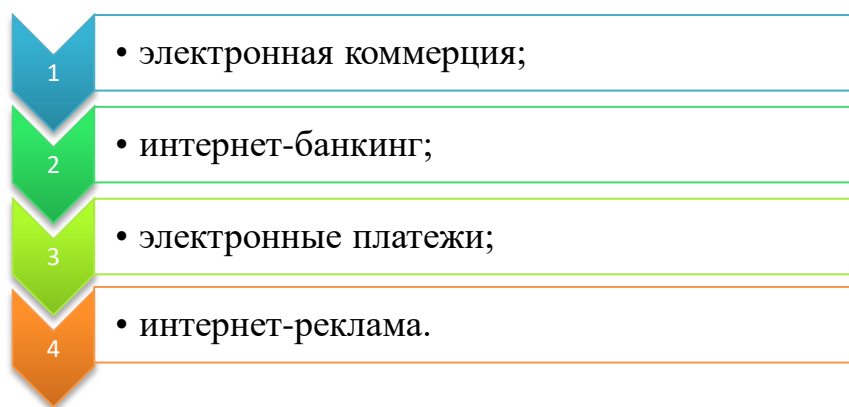 1
• электронная коммерция;
2
• интернет-банкинг;
3
• электронные платежи;
4
• интернет-реклама.